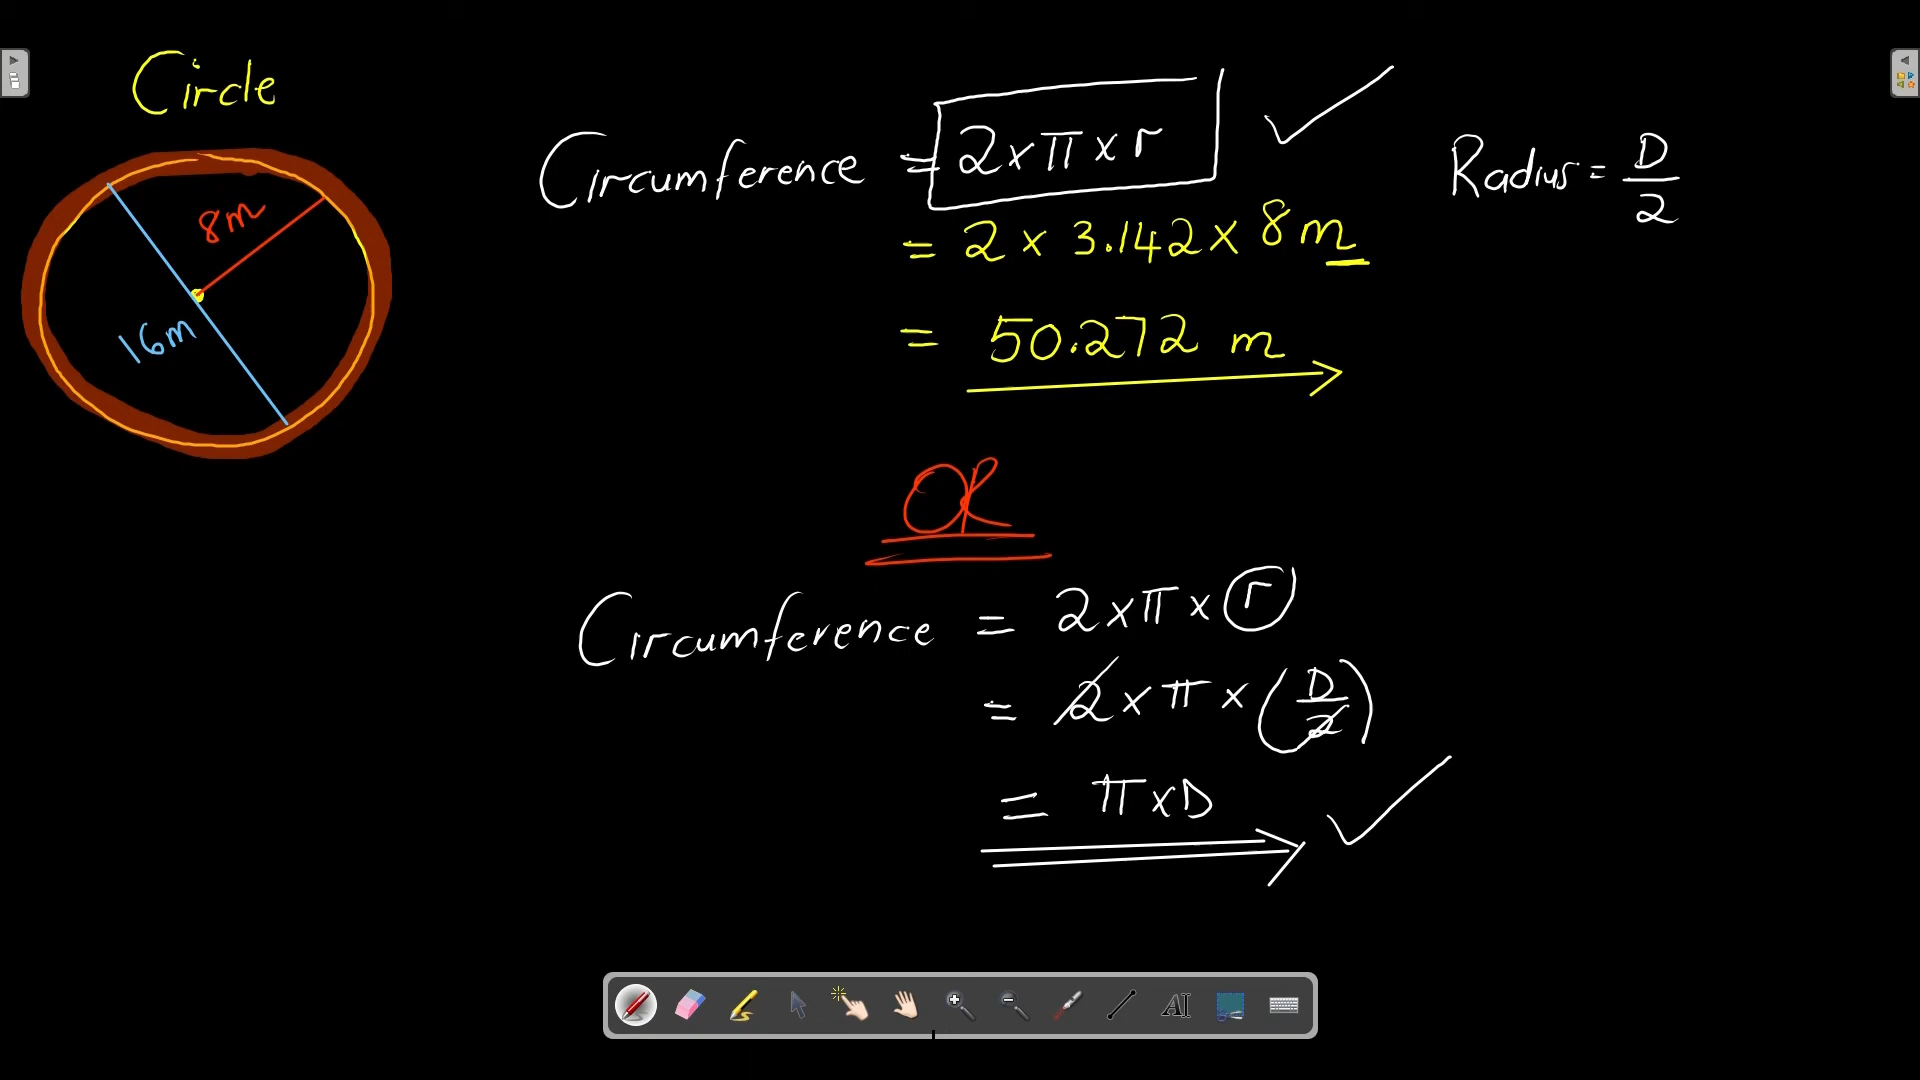 Circle
8m
16m
Circumference = 2 x π x r
= 2 x 3.142 x 8 m
= 50.272 m
Radius = D/2
OR
Circumference = 2 x π x r
= 2 x π x (D/2)
= π x D
AI